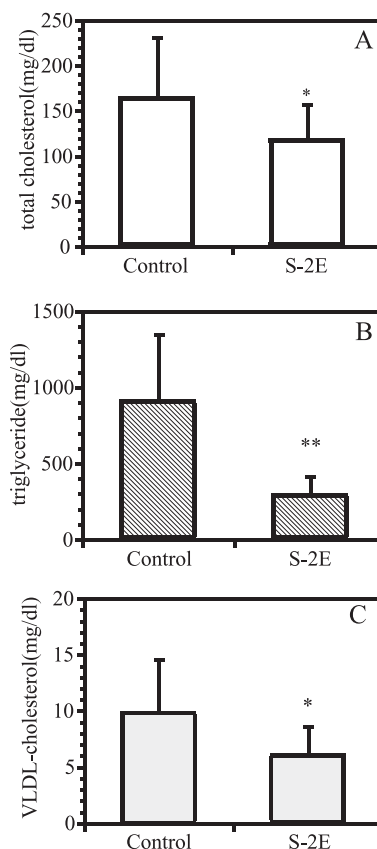 A
total cholesterol(mg/dl)
250
200
150
100
50
0
*
Control S-2E
B
triglyceride(mg/dl)
1500
1000
500
0
**
Control S-2E
C
VLDL-cholesterol(mg/dl)
20
15
10
5
0
*
Control S-2E